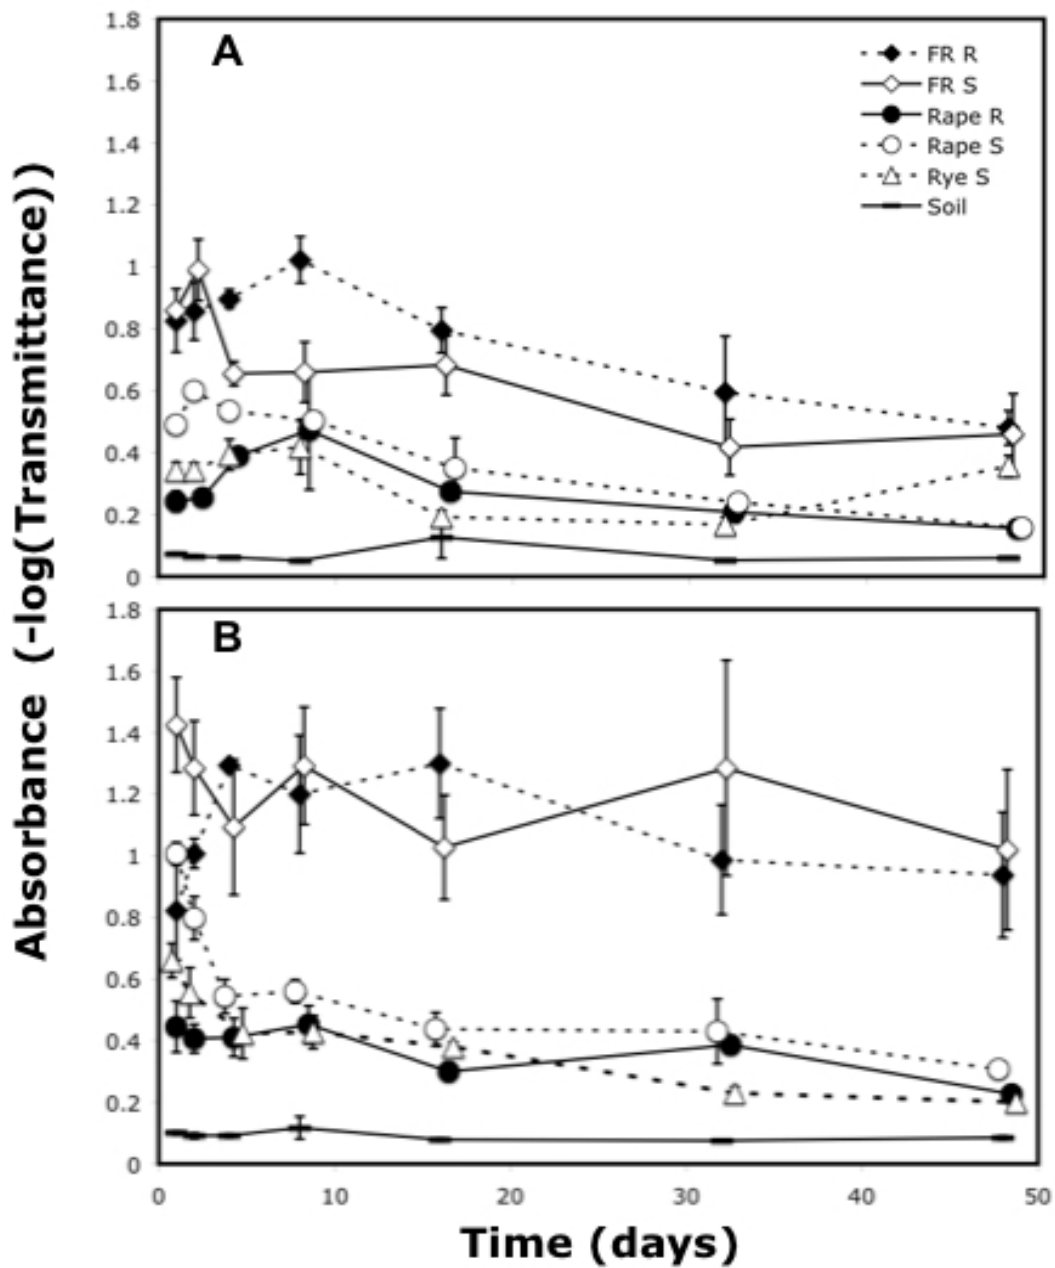 Absorbance (-log(Transmittance))
A
1.8
1.6
1.4
1.2
1
0.8
0.6
0.4
0.2
0
FR R
FR S
Rape R
Rape S
Rye S
Soil
B
1.8
1.6
1.4
1.2
1
0.8
0.6
0.4
0.2
0
0 10 20 30 40 50
Time (days)